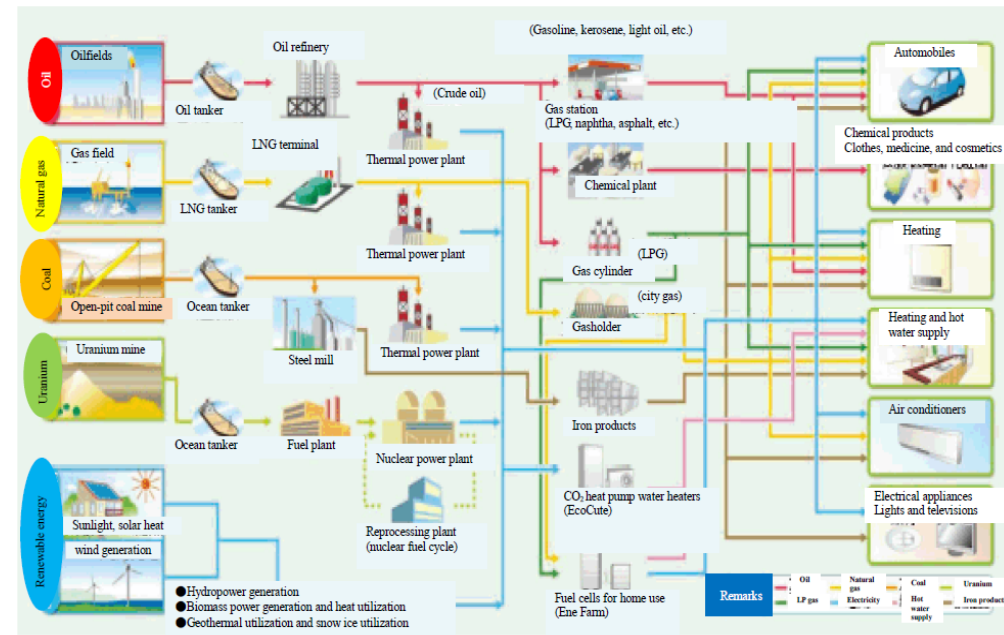 (Gasoline, kerosene, light oil, etc.)
Oil
Oilfields
Oil tanker
Oil refinery
(Crude oil)
Thermal power plant
Gas station
(LPG, naphtha, asphalt, etc.)
Automobiles
Chemical products
Clothes, medicine, and cosmetics
Natural gas
Gas field
LNG tanker
LNG terminal
Thermal power plant
Chemical plant
(LPG)
Gas cylinder
Heating
Coal
Open-pit coal mine
Ocean tanker
Steel mill
Thermal power plant
(city gas)
Gasholder
Heating and hot
water supply
Uranium
Uranium mine
Ocean tanker
Fuel plant
Nuclear power plant
Reprocessing plant
(nuclear fuel cycle)
Iron products
Air conditioners
CO2 heat pump water heaters
(EcoCute)
Electrical appliances
Lights and televisions
Renewable energy
Sunlight, solar heat
wind generation
●Hydropower generation
●Biomass power generation and heat utilization
●Geothermal utilization and snow ice utilization
Fuel cells for home use
(Ene Farm)
Remarks
Oil
Natural
gas
Coal
Uranium
LP gas
Electricity
Hot
water
supply
Iron product